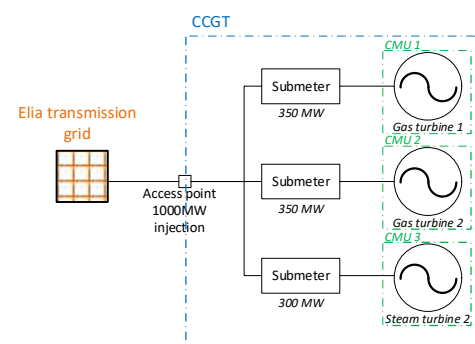 CCGT
CMU 1
Submeter
350 MW
Gas turbine 1
Elia transmission
grid
CMU 2
Submeter
350 MW
Gas turbine 2
Access point
1000MW
injection
CMU 3
Submeter
300 MW
Steam turbine 2